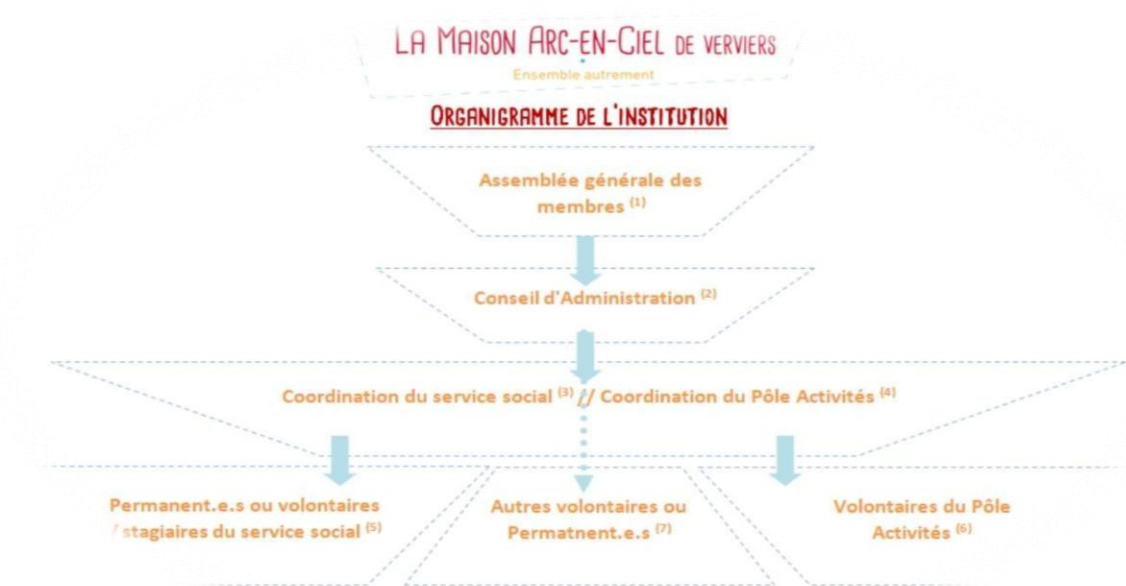 LA MAISON ARC-EN-CIEL DE VERVIERS
Ensemble autrement
ORGANIGRAMME DE L'INSTITUTION
Assemblée générale des
membres (1)
Conseil d'Administration (2)
Coordination du service social (3) // Coordination du Pôle Activités (4)
Permanent.e.s ou volontaires
/ stagiaires du service social (5)
Autres volontaires ou
Permatnent.e.s (7)
Volontaires du Pôle
Activités (6)